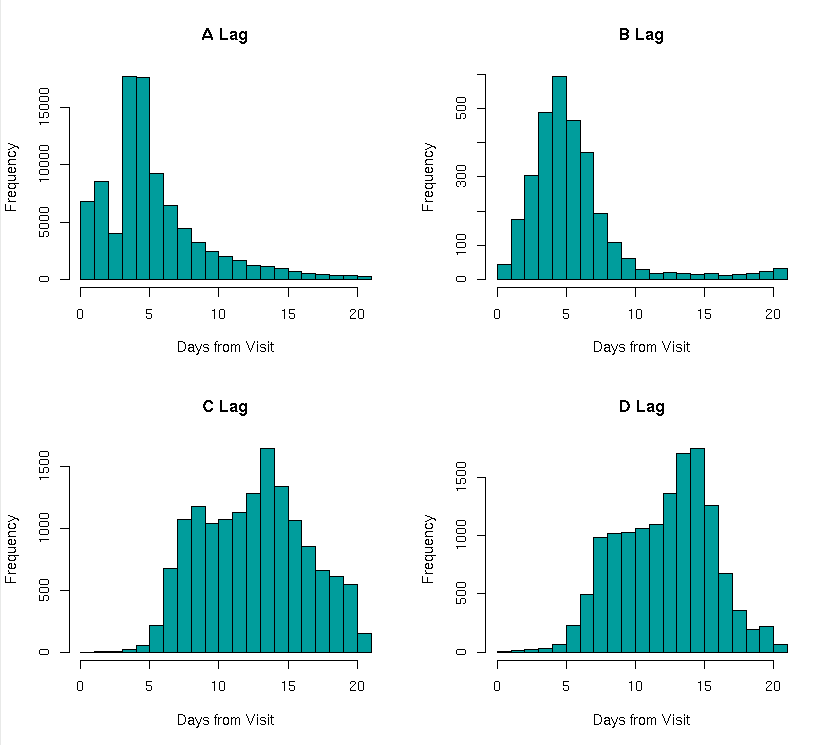 A Lag
Frequency
0 5000 10000 15000
0 5 10 15 20
Days from Visit
B Lag
Frequency
100 300 500
0
0 5 10 15 20
Days from Visit
C Lag
Frequency
0 500 1000 1500
0 5 10 15 20
Days from Visit
D Lag
Frequency
0 500 1000 1500
0 5 10 15 20
Days from Visit